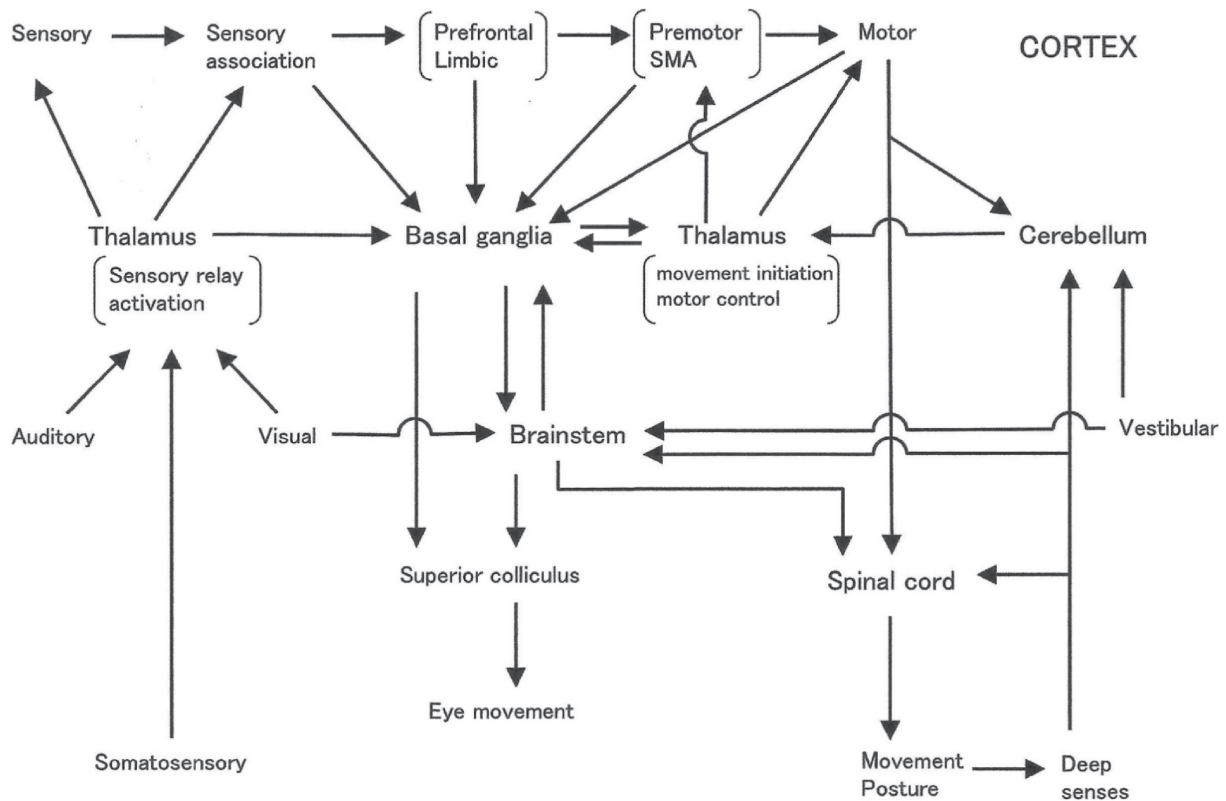 Sensory
Sensory
association
Prefrontal
Limbic
Premotor
SMA
Motor
CORTEX
Thalamus
Sensory relay
activation
Basal ganglia
Thalamus
movement initiation
motor control
Cerebellum
Auditory
Visual
Brainstem
Vestibular
Superior colliculus
Spinal cord
Eye movement
Somatosensory
Movement
Posture
Deep
senses